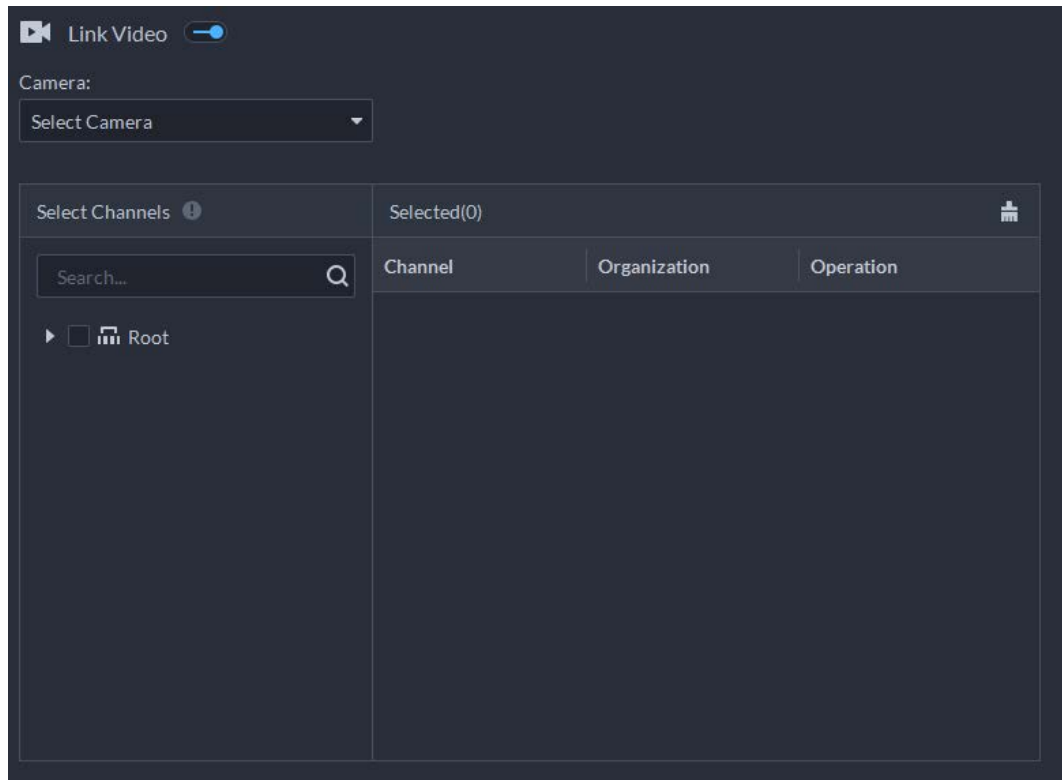 Link Video
Camera:
Select Camera
Select Channels
Selected(0)
Search...
Channel Organization Operation
Root